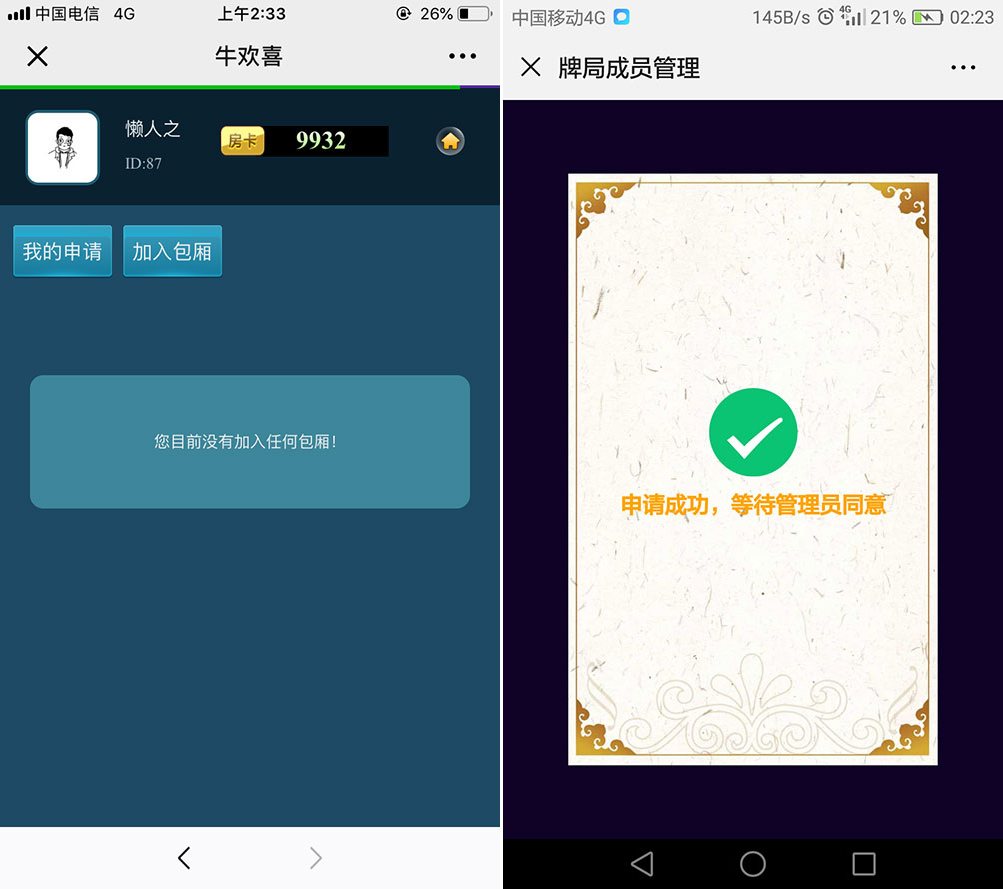 中国电信 4G 上午2:33 26%
牛欢喜
懒人之
房卡 9932
ID:87
我的申请 加入包厢
您目前没有加入任何包厢！
中国移动4G 145B/s 4G 21% 02:23
牌局成员管理
申请成功，等待管理员同意